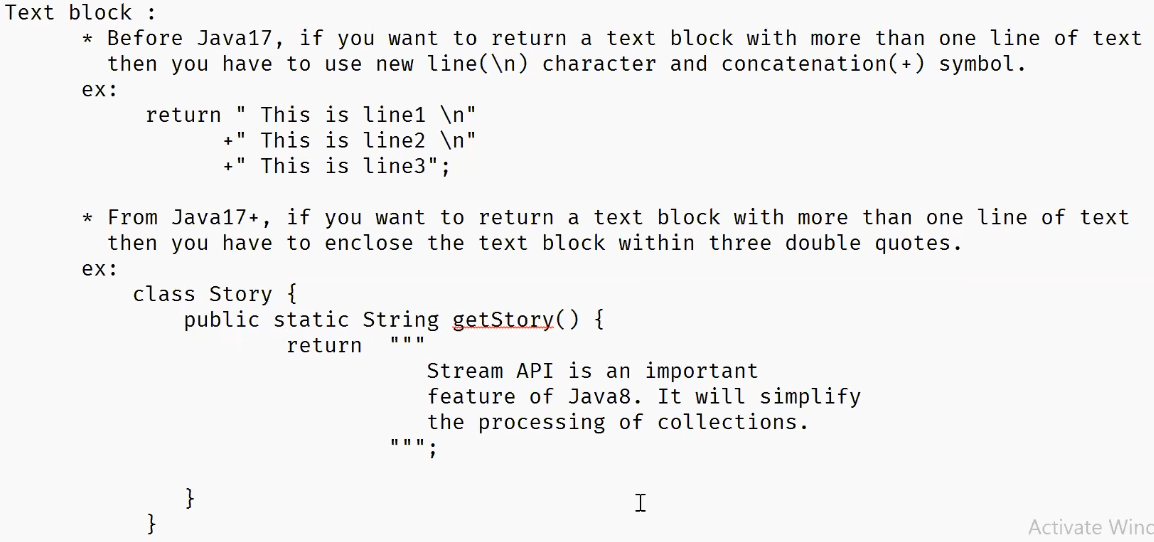 Text block :
* Before Java17, if you want to return a text block with more than one line of text
then you have to use new line(\n) character and concatenation(+) symbol.
ex:
return " This is line1 \n"
+" This is line2 \n"
+" This is line3";
* From Java17+, if you want to return a text block with more than one line of text
then you have to enclose the text block within three double quotes.
ex:
class Story {
public static String getStory() {
return """
Stream API is an important
feature of Java8. It will simplify
the processing of collections.
""";
}
}
Activate Wind